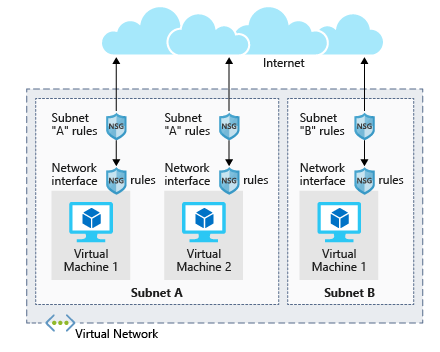 Internet
Subnet
"A" rules
NSG
Subnet
"A" rules
NSG
Subnet
"B" rules
NSG
Network
interface
NSG
rules
Network
interface
NSG
rules
Network
interface
NSG
rules
Virtual
Machine 1
Virtual
Machine 2
Virtual
Machine 1
Subnet A
Subnet B
Virtual Network